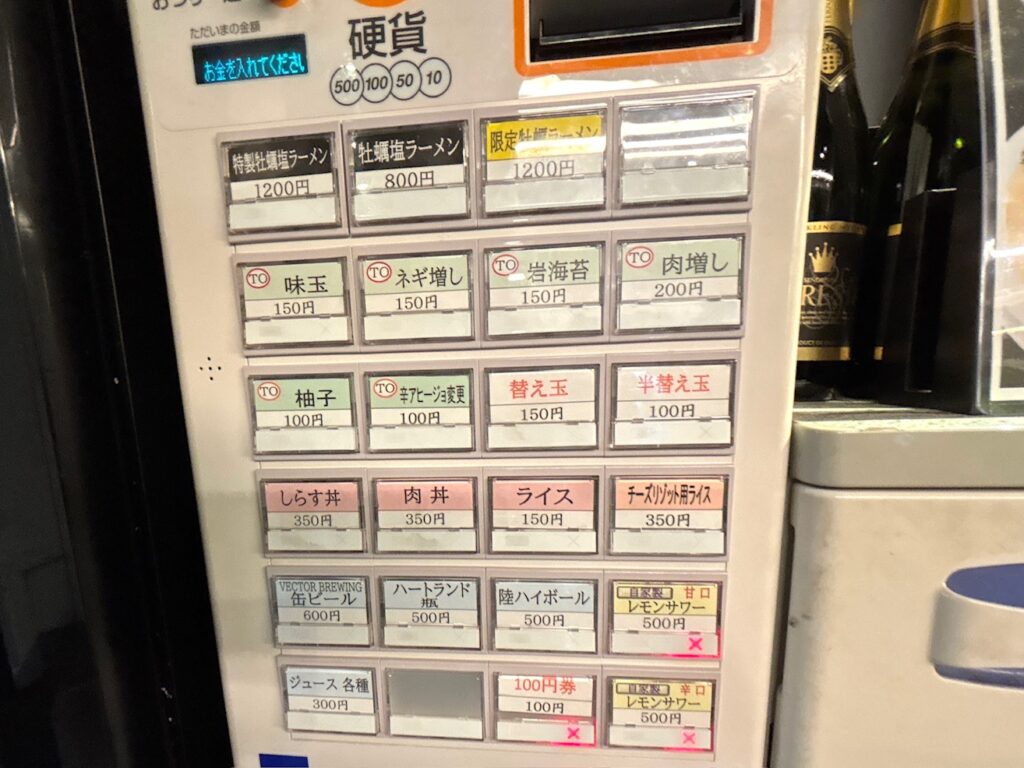 ただいまの金額
お金を入れてくださ
硬貨
500 100 50 10
特製牡蠣塩ラーメン
1200円
牡蠣塩ラーメン
800円
限定牡蠣ラーメン
1200円
TO 味玉
150円
TO ネギ増し
150円
TO 岩海苔
150円
TO 肉増し
200円
TO 柚子
100円
TO 辛アヒージョ変更
100円
替え玉
150円
半替え玉
100円
しらす丼
350円
肉丼
350円
ライス
150円
チーズリゾット用ライス
350円
VECTOR BREWING
缶ビール
600円
ハートランド
瓶
500円
陸ハイボール
500円
自家製 甘口
レモンサワー
500円
×
ジュース 各種
300円
100円券
100円
×
自家製 辛口
レモンサワー
500円
×